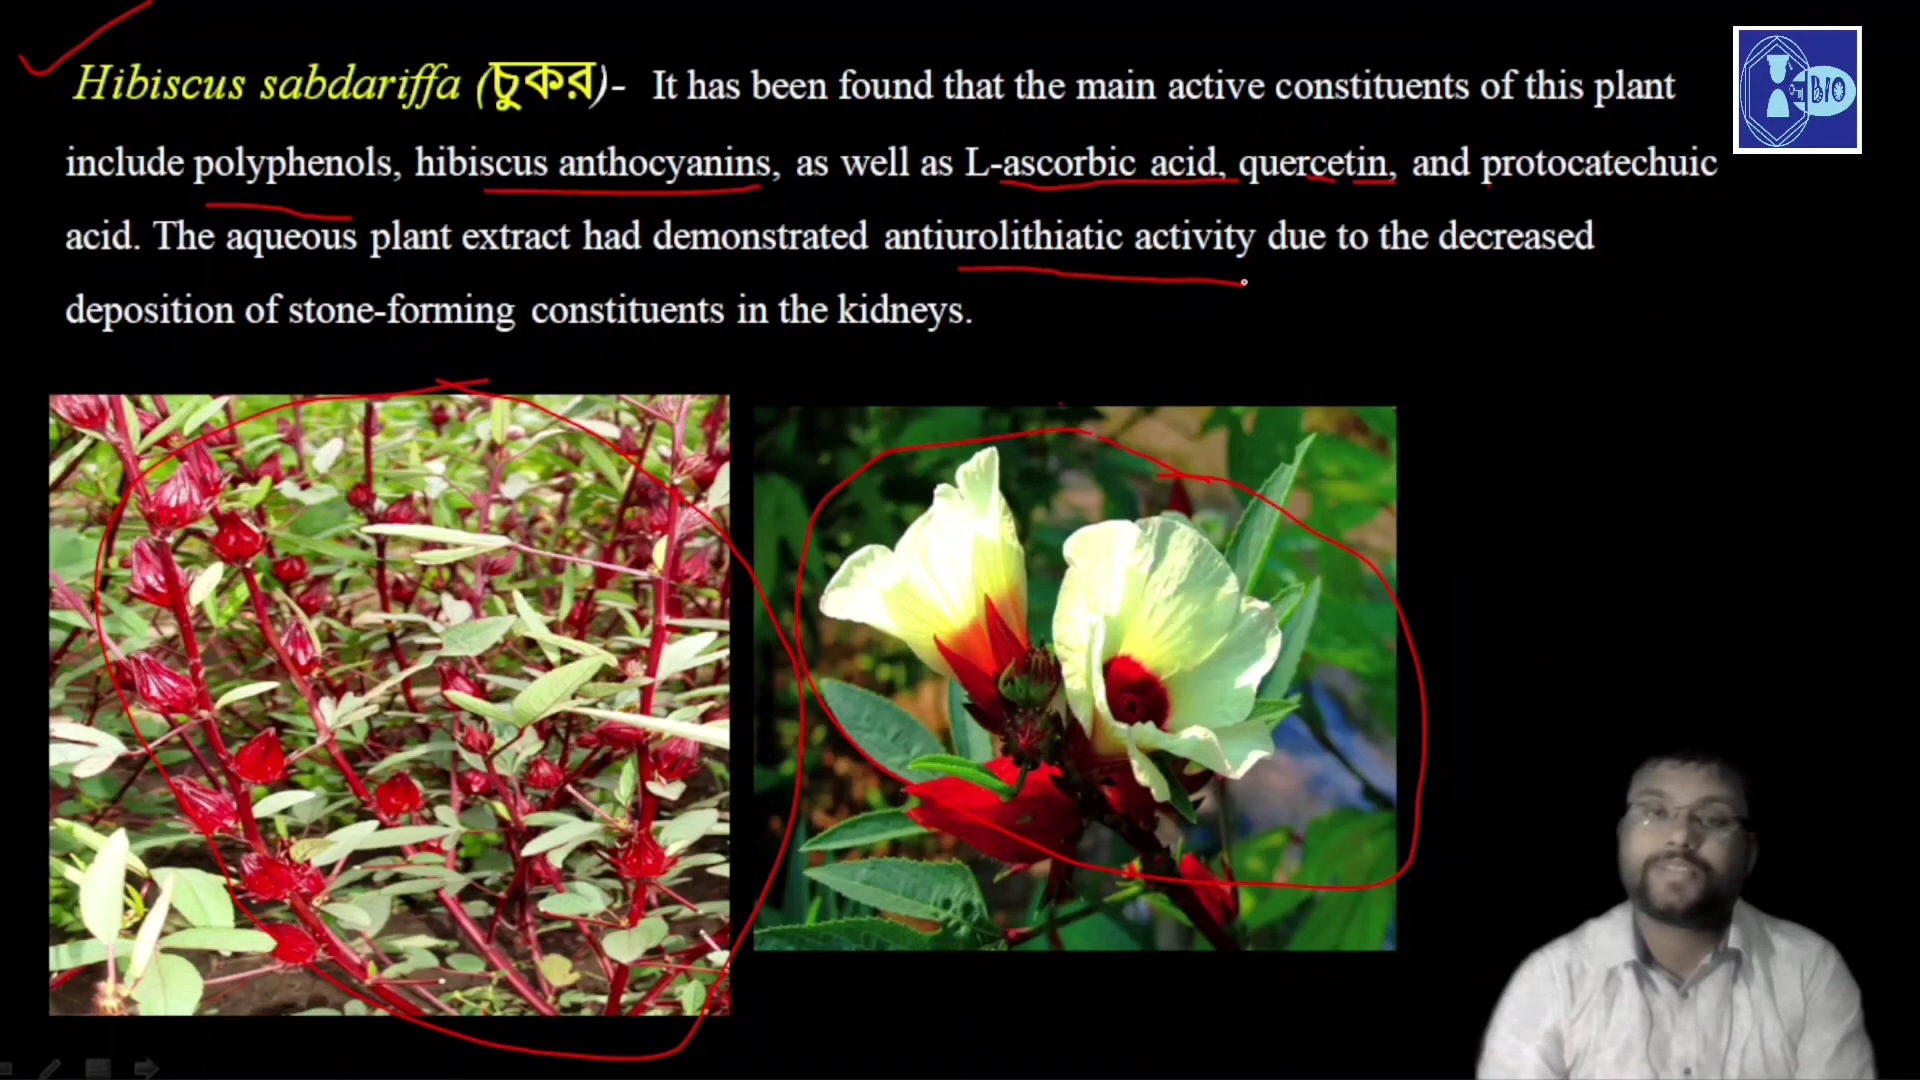 Hibiscus sabdariffa (চুকর)- It has been found that the main active constituents of this plant
include polyphenols, hibiscus anthocyanins, as well as L-ascorbic acid, quercetin, and protocatechuic
acid. The aqueous plant extract had demonstrated antiurolithiatic activity due to the decreased
deposition of stone-forming constituents in the kidneys.
BIO